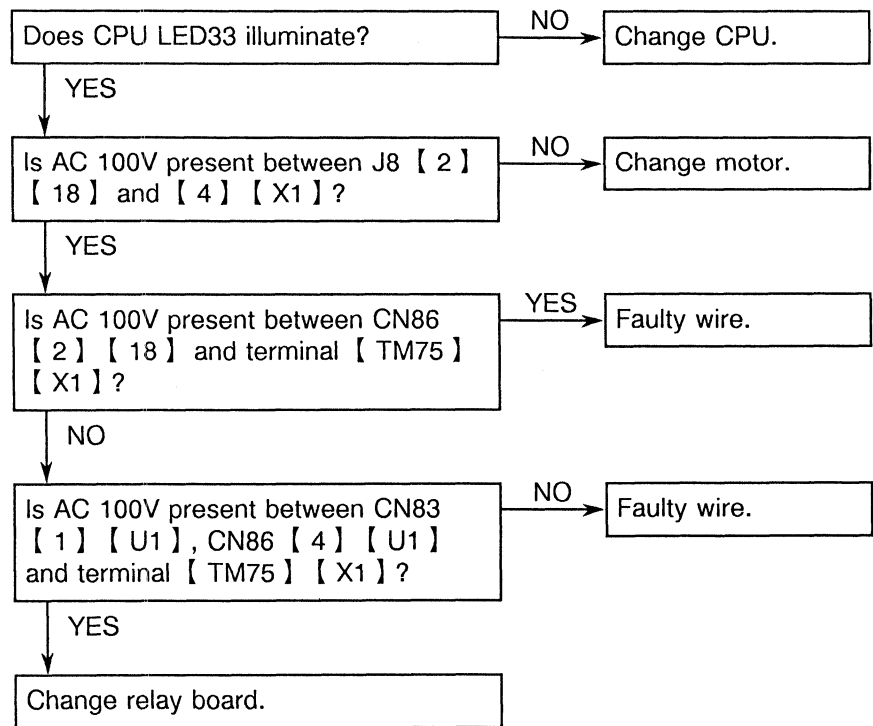 Does CPU LED33 illuminate?
NO
Change CPU.
YES
Is AC 100V present between J8 【 2 】
【 18 】 and 【 4 】 【 X1 】 ?
NO
Change motor.
YES
Is AC 100V present between CN86
【 2 】 【 18 】 and terminal 【 TM75 】
【 X1 】 ?
YES
Faulty wire.
NO
Is AC 100V present between CN83
【 1 】 【 U1 】 , CN86 【 4 】 【 U1 】
and terminal 【 TM75 】 【 X1 】 ?
NO
Faulty wire.
YES
Change relay board.